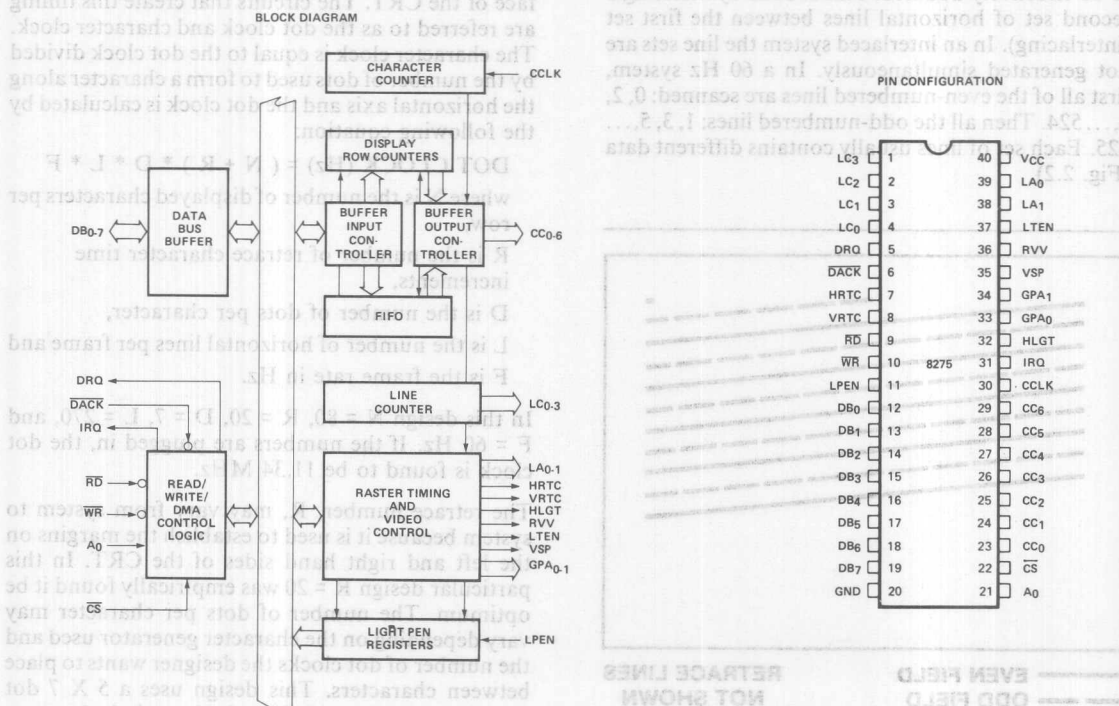 BLOCK DIAGRAM
CHARACTER
COUNTER
CCLK
DISPLAY
ROW COUNTERS
DATA
BUS
BUFFER
DB0-7
BUFFER
INPUT
CON-
TROLLER
BUFFER
OUTPUT
CON-
TROLLER
CC0-6
FIFO
LINE
COUNTER
LC0-3
DRQ
DACK
IRQ
RD
WR
A0
CS
READ/
WRITE/
DMA
CONTROL
LOGIC
RASTER TIMING
AND
VIDEO
CONTROL
LA0-1
HRTC
VRTC
HLGT
RVV
LTEN
VSP
GPA0-1
LIGHT PEN
REGISTERS
LPEN
PIN CONFIGURATION
LC3 1 40 VCC
LC2 2 39 LA0
LC1 3 38 LA1
LC0 4 37 LTEN
DRQ 5 36 RVV
DACK 6 35 VSP
HRTC 7 34 GPA1
VRTC 8 33 GPA0
RD 9 32 HLGT
WR 10 8275 31 IRQ
LPEN 11 30 CCLK
DB0 12 29 CC6
DB1 13 28 CC5
DB2 14 27 CC4
DB3 15 26 CC3
DB4 16 25 CC2
DB5 17 24 CC1
DB6 18 23 CC0
DB7 19 22 CS
GND 20 21 A0
face of the CRT. The circuits that create this timing
are referred to as the dot clock and character clock.
The character clock is equal to the dot clock divided
by the number of dots used to form a character along
the horizontal axis and the dot clock is calculated by
the following equation:
DOT CLOCK (Hz) = ( N + R ) * D * L * F
where N is the number of displayed characters per
row,
R is the number of retrace character time
increments,
D is the number of dots per character,
L is the number of horizontal lines per frame and
F is the frame rate in Hz.
In this design N = 80, R = 20, D = 7, L = 270, and
F = 60 Hz. If the numbers are plugged in, the dot
clock is found to be 11.34 MHz.
The retrace number, R, may vary from system to
system because it is used to establish the margins on
the left and right hand sides of the CRT. In this
particular design R = 20 was empirically found it be
optimum. The number of dots per character may
vary depending on the character generator used and
the number of dot clocks the designer wants to place
between characters. This design uses a 5 X 7 dot
second set of horizontal lines between the first set
interlacing). In an interlaced system the line sets are
not generated simultaneously. In a 60 Hz system,
first all of the even-numbered lines are scanned: 0, 2,
...524. Then all the odd-numbered lines: 1, 3, 5,...
525. Each set of lines usually contains different data
Fig. 2.2)
EVEN FIELD
ODD FIELD
RETRACE LINES
NOT SHOWN